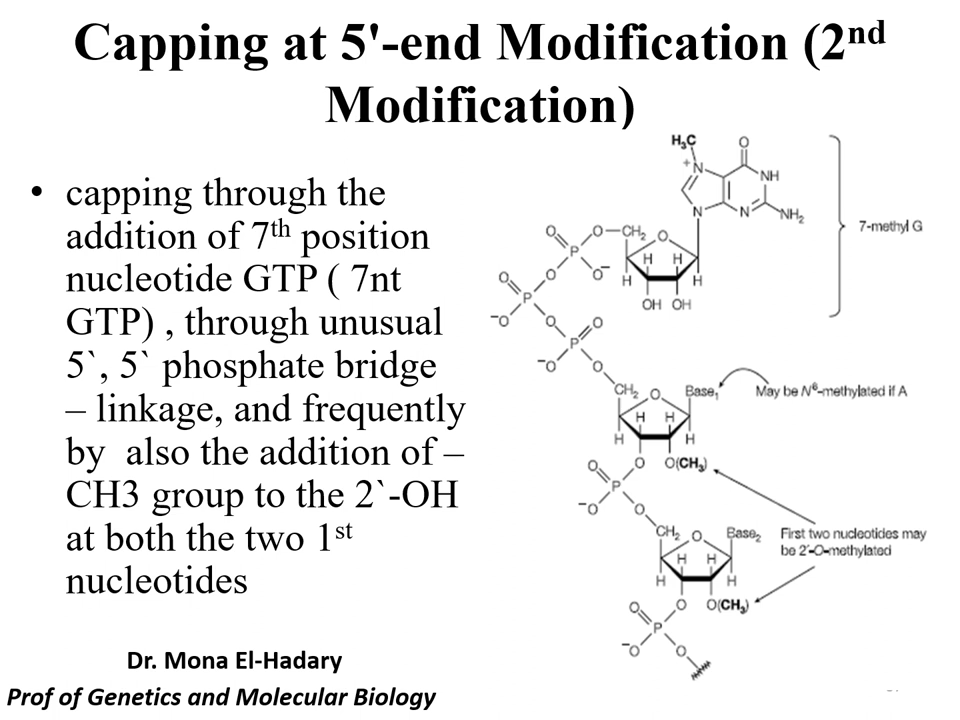 Capping at 5'-end Modification (2nd
Modification)
• capping through the
addition of 7th position
nucleotide GTP ( 7nt
GTP) , through unusual
5`, 5` phosphate bridge
– linkage, and frequently
by  also the addition of –
CH3 group to the 2`-OH
at both the two 1st
nucleotides
Dr. Mona El-Hadary
Prof of Genetics and Molecular Biology
H3C
O
+N
NH
N
N
NH2
7-methyl G
O
O
CH2
O
P
O
O-
H
H
H
H
O
O
P
-O
OH
OH
O
O
P
-O
O
CH2
O
Base1
May be N6-methylated if A
H
H
H
H
O
O(CH3)
O
P
-O
O
CH2
O
Base2
First two nucleotides may
be 2'-O-methylated
H
H
H
H
O
O(CH3)
O
P
-O
O